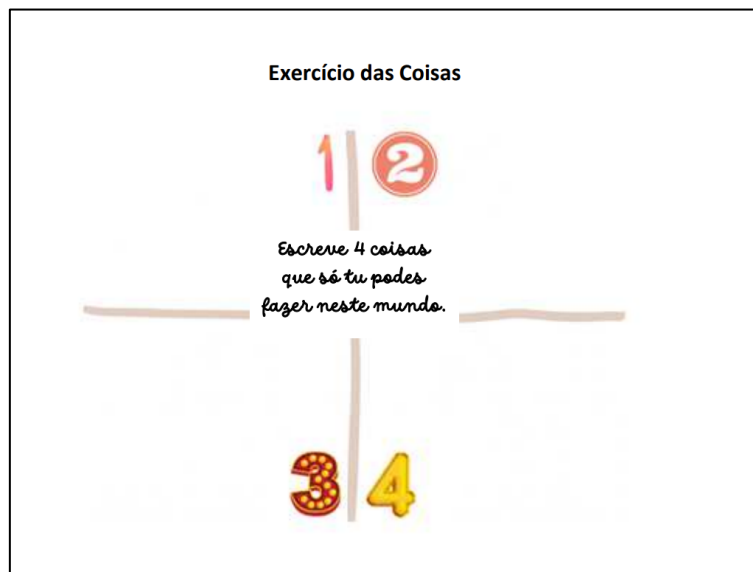 Exercício das Coisas
1 2
Escreve 4 coisas
que só tu podes
fazer neste mundo.
3 4